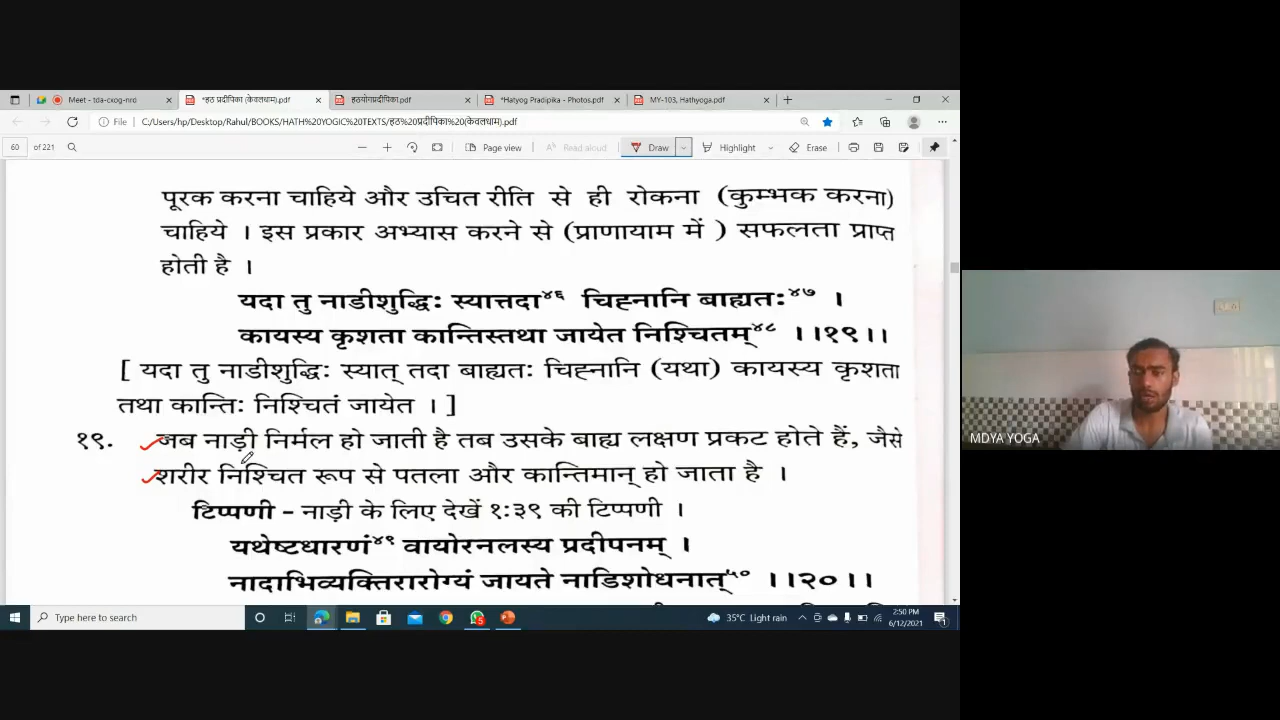 Meet - tda-cxog-nrd
*हठ प्रदीपिका (केवलधाम).pdf
हठयोगप्रदीपिका.pdf
*Hatyog Pradipika - Photos.pdf
MY-103, Hathyoga.pdf
File C:/Users/hp/Desktop/Rahul/BOOKS/HATH%20YOGIC%20TEXTS/हठ%20प्रदीपिका%20(केवलधाम).pdf
60 of 221 Page view Read aloud Draw Highlight Erase
पूरक करना चाहिये और उचित रीति से ही रोकना (कुम्भक करना)
चाहिये । इस प्रकार अभ्यास करने से (प्राणायाम में ) सफलता प्राप्त
होती है ।
यदा तु नाडीशुद्धिः स्यात्तदा४६ चिह्नानि बाह्यतः४७ ।
कायस्य कृशता कान्तिस्तथा जायेत निश्चितम्४८ ।।१९।।
[ यदा तु नाडीशुद्धिः स्यात् तदा बाह्यतः चिह्नानि (यथा) कायस्य कृशता
तथा कान्तिः निश्चितं जायेत । ]
१९. जब नाड़ी निर्मल हो जाती है तब उसके बाह्य लक्षण प्रकट होते हैं, जैसे
शरीर निश्चित रूप से पतला और कान्तिमान् हो जाता है ।
टिप्पणी - नाड़ी के लिए देखें १:३९ की टिप्पणी ।
यथेष्टधारणं४९ वायोरनलस्य प्रदीपनम् ।
नादाभिव्यक्तिरारोग्यं जायते नाडिशोधनात्५० ।।२०।।
MDYA YOGA
Type here to search
5
35°C Light rain
2:50 PM
6/12/2021
1